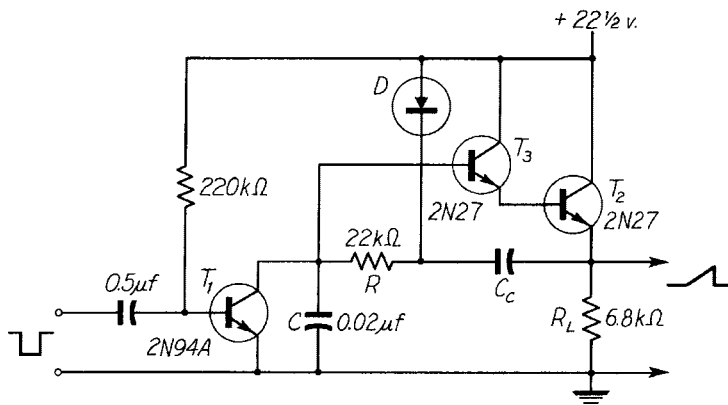 + 22½ v.
D
T3
220kΩ
2N27
T2
2N27
22kΩ
R
Cc
0.5μf
T1
2N94A
C
0.02μf
RL
6.8kΩ